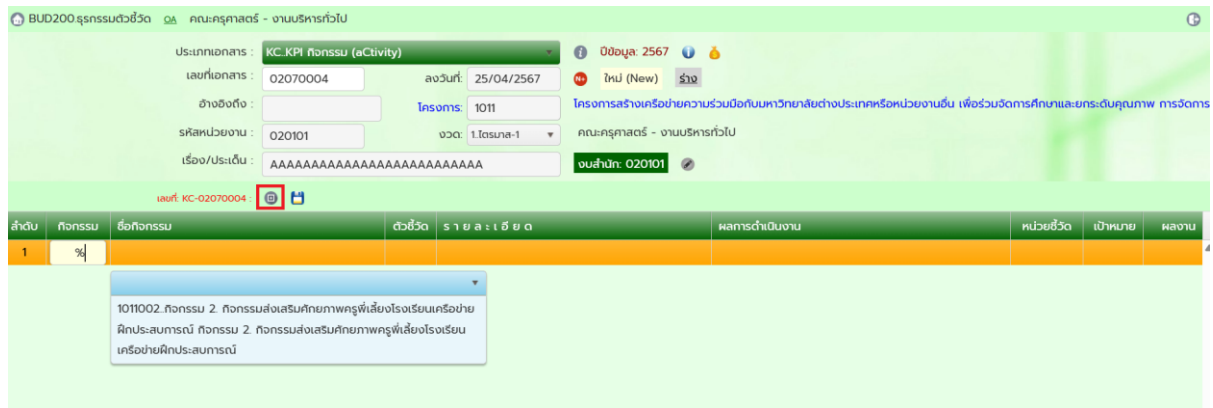 BUD200.ธุรกรรมตัวชี้วัด QA คณะครุศาสตร์ - งานบริหารทั่วไป
ประเภทเอกสาร : KC.KPI กิจกรรม (aCtivity) ปีข้อมูล: 2567
เลขที่เอกสาร : 02070004 ลงวันที่: 25/04/2567 N+ ใหม่ (New) ร่าง
อ้างอิงถึง : โครงการ: 1011 โครงการสร้างเครือข่ายความร่วมมือกับมหาวิทยาลัยต่างประเทศหรือหน่วยงานอื่น เพื่อร่วมจัดการศึกษาและยกระดับคุณภาพ การจัดการ
รหัสหน่วยงาน : 020101 งวด: 1.ไตรมาส-1 คณะครุศาสตร์ - งานบริหารทั่วไป
เรื่อง/ประเด็น : AAAAAAAAAAAAAAAAAAAAAAAAAA งบสำนัก: 020101
เลขที่: KC-02070004 :
ลำดับ กิจกรรม ชื่อกิจกรรม ตัวชี้วัด ร า ย ล ะ เ อี ย ด ผลการดำเนินงาน หน่วยชี้วัด เป้าหมาย ผลงาน
1 %
1011002..กิจกรรม 2. กิจกรรมส่งเสริมศักยภาพครูพี่เลี้ยงโรงเรียนเครือข่าย
ฝึกประสบการณ์ กิจกรรม 2. กิจกรรมส่งเสริมศักยภาพครูพี่เลี้ยงโรงเรียน
เครือข่ายฝึกประสบการณ์